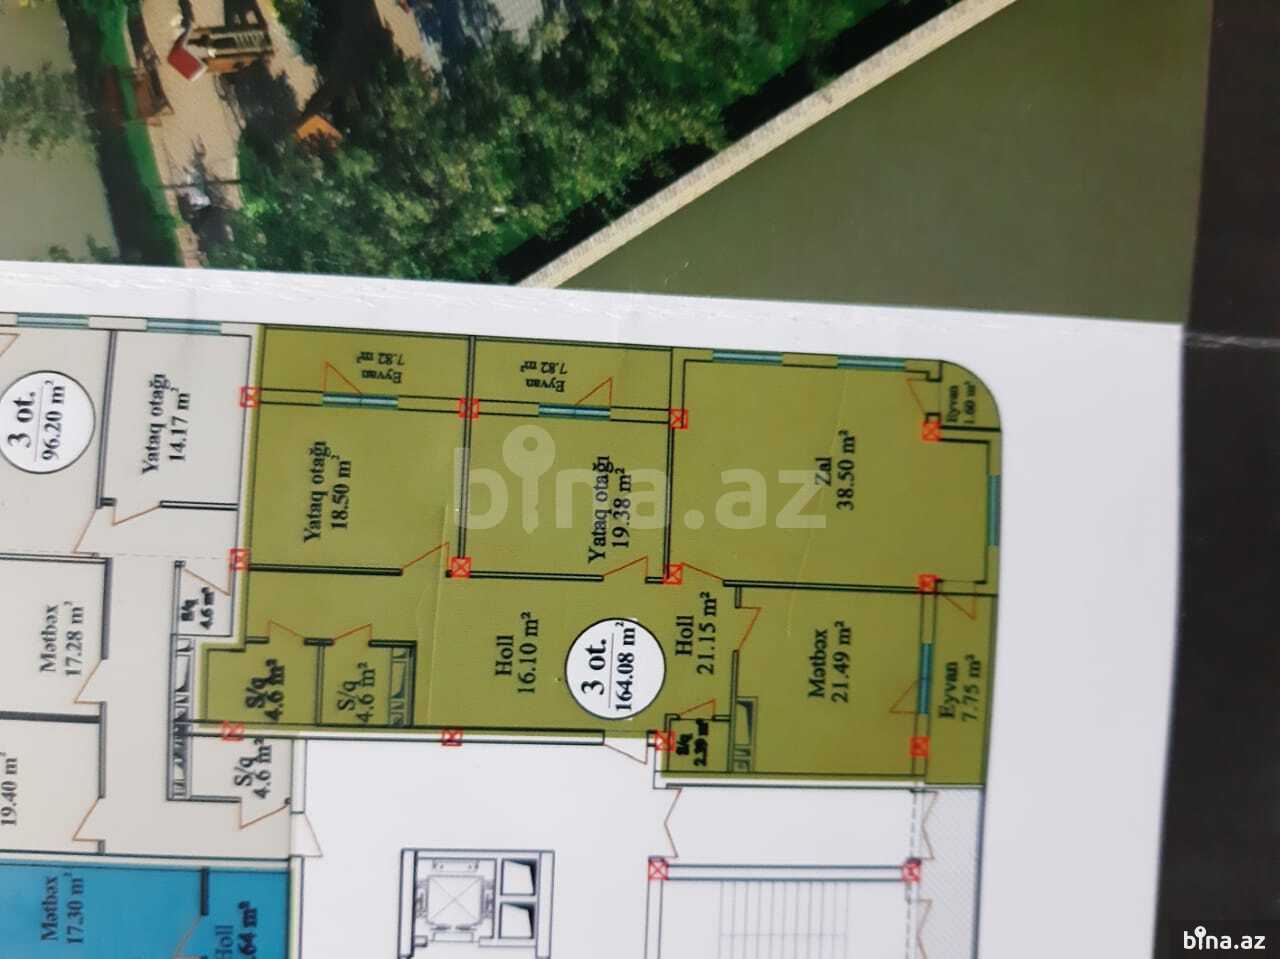 3 ot.
96.20 m²
Yataq otağı
14.17 m²
Eyvan
7.82 m²
Eyvan
7.82 m²
Eyvan
1.60 m²
Yataq otağı
18.50 m²
Yataq otağı
19.38 m²
Zal
38.50 m²
bina.az
Mətbəx
17.28 m²
S/q
4.6 m²
S/q
4.6 m²
S/q
4.6 m²
Holl
16.10 m²
3 ot.
164.08 m²
Holl
21.15 m²
Mətbəx
21.49 m²
Eyvan
7.75 m²
S/q
2.39 m²
19.40 m²
S/q
4.6 m²
Mətbəx
17.30 m²
Holl
.64 m²
bina.az